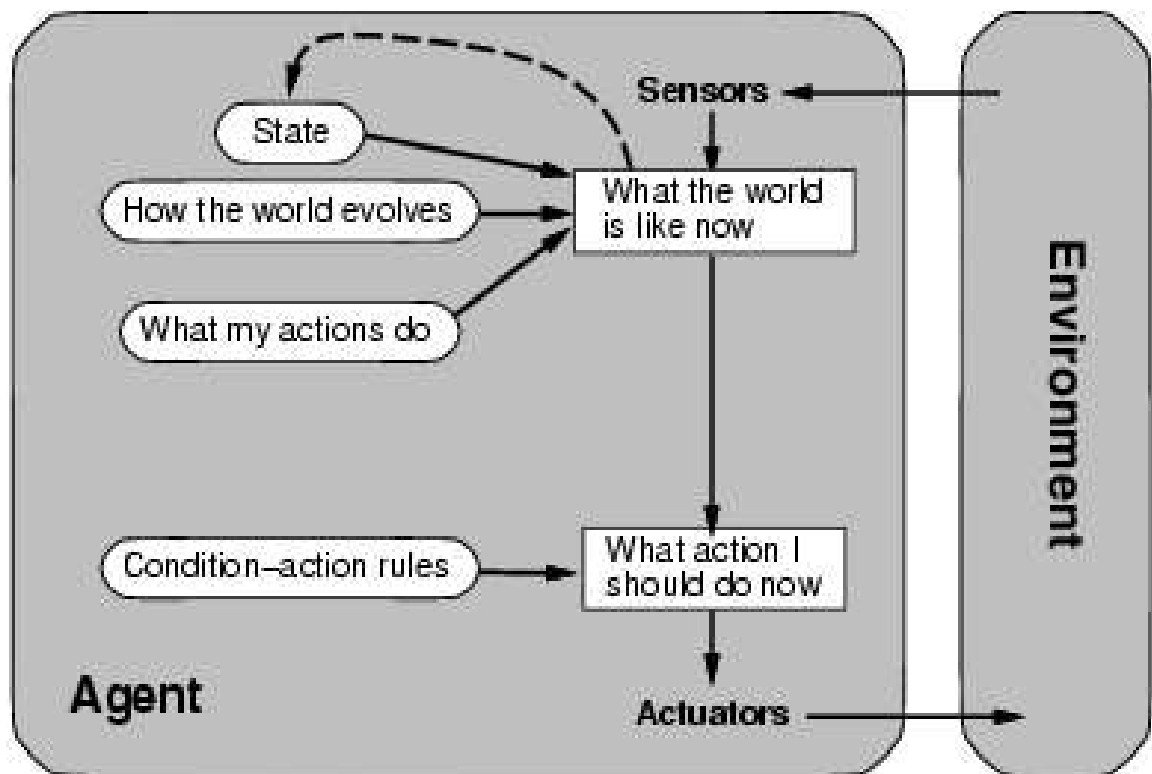 Sensors
State
What the world
is like now
How the world evolves
What my actions do
Environment
Condition–action rules
What action I
should do now
Agent
Actuators